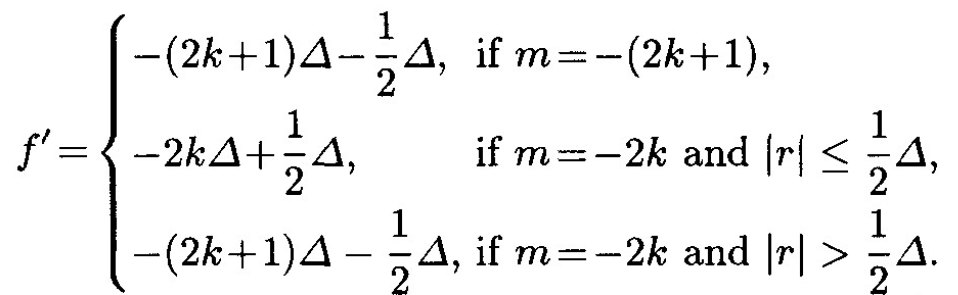 f′ = { −(2k+1)Δ − 1/2 Δ, if m = −(2k+1),
−2kΔ + 1/2 Δ, if m = −2k and |r| ≤ 1/2 Δ,
−(2k+1)Δ − 1/2 Δ, if m = −2k and |r| > 1/2 Δ.